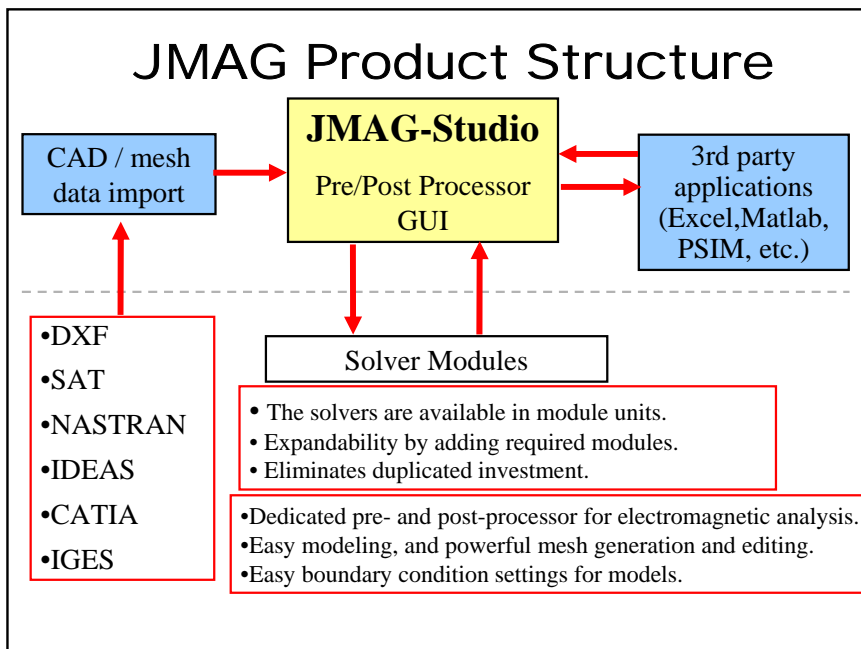 JMAG Product Structure
CAD / mesh
data import
JMAG-Studio
Pre/Post Processor
GUI
3rd party
applications
(Excel,Matlab,
PSIM, etc.)
•DXF
•SAT
•NASTRAN
•IDEAS
•CATIA
•IGES
Solver Modules
• The solvers are available in module units.
• Expandability by adding required modules.
• Eliminates duplicated investment.
•Dedicated pre- and post-processor for electromagnetic analysis.
•Easy modeling, and powerful mesh generation and editing.
•Easy boundary condition settings for models.